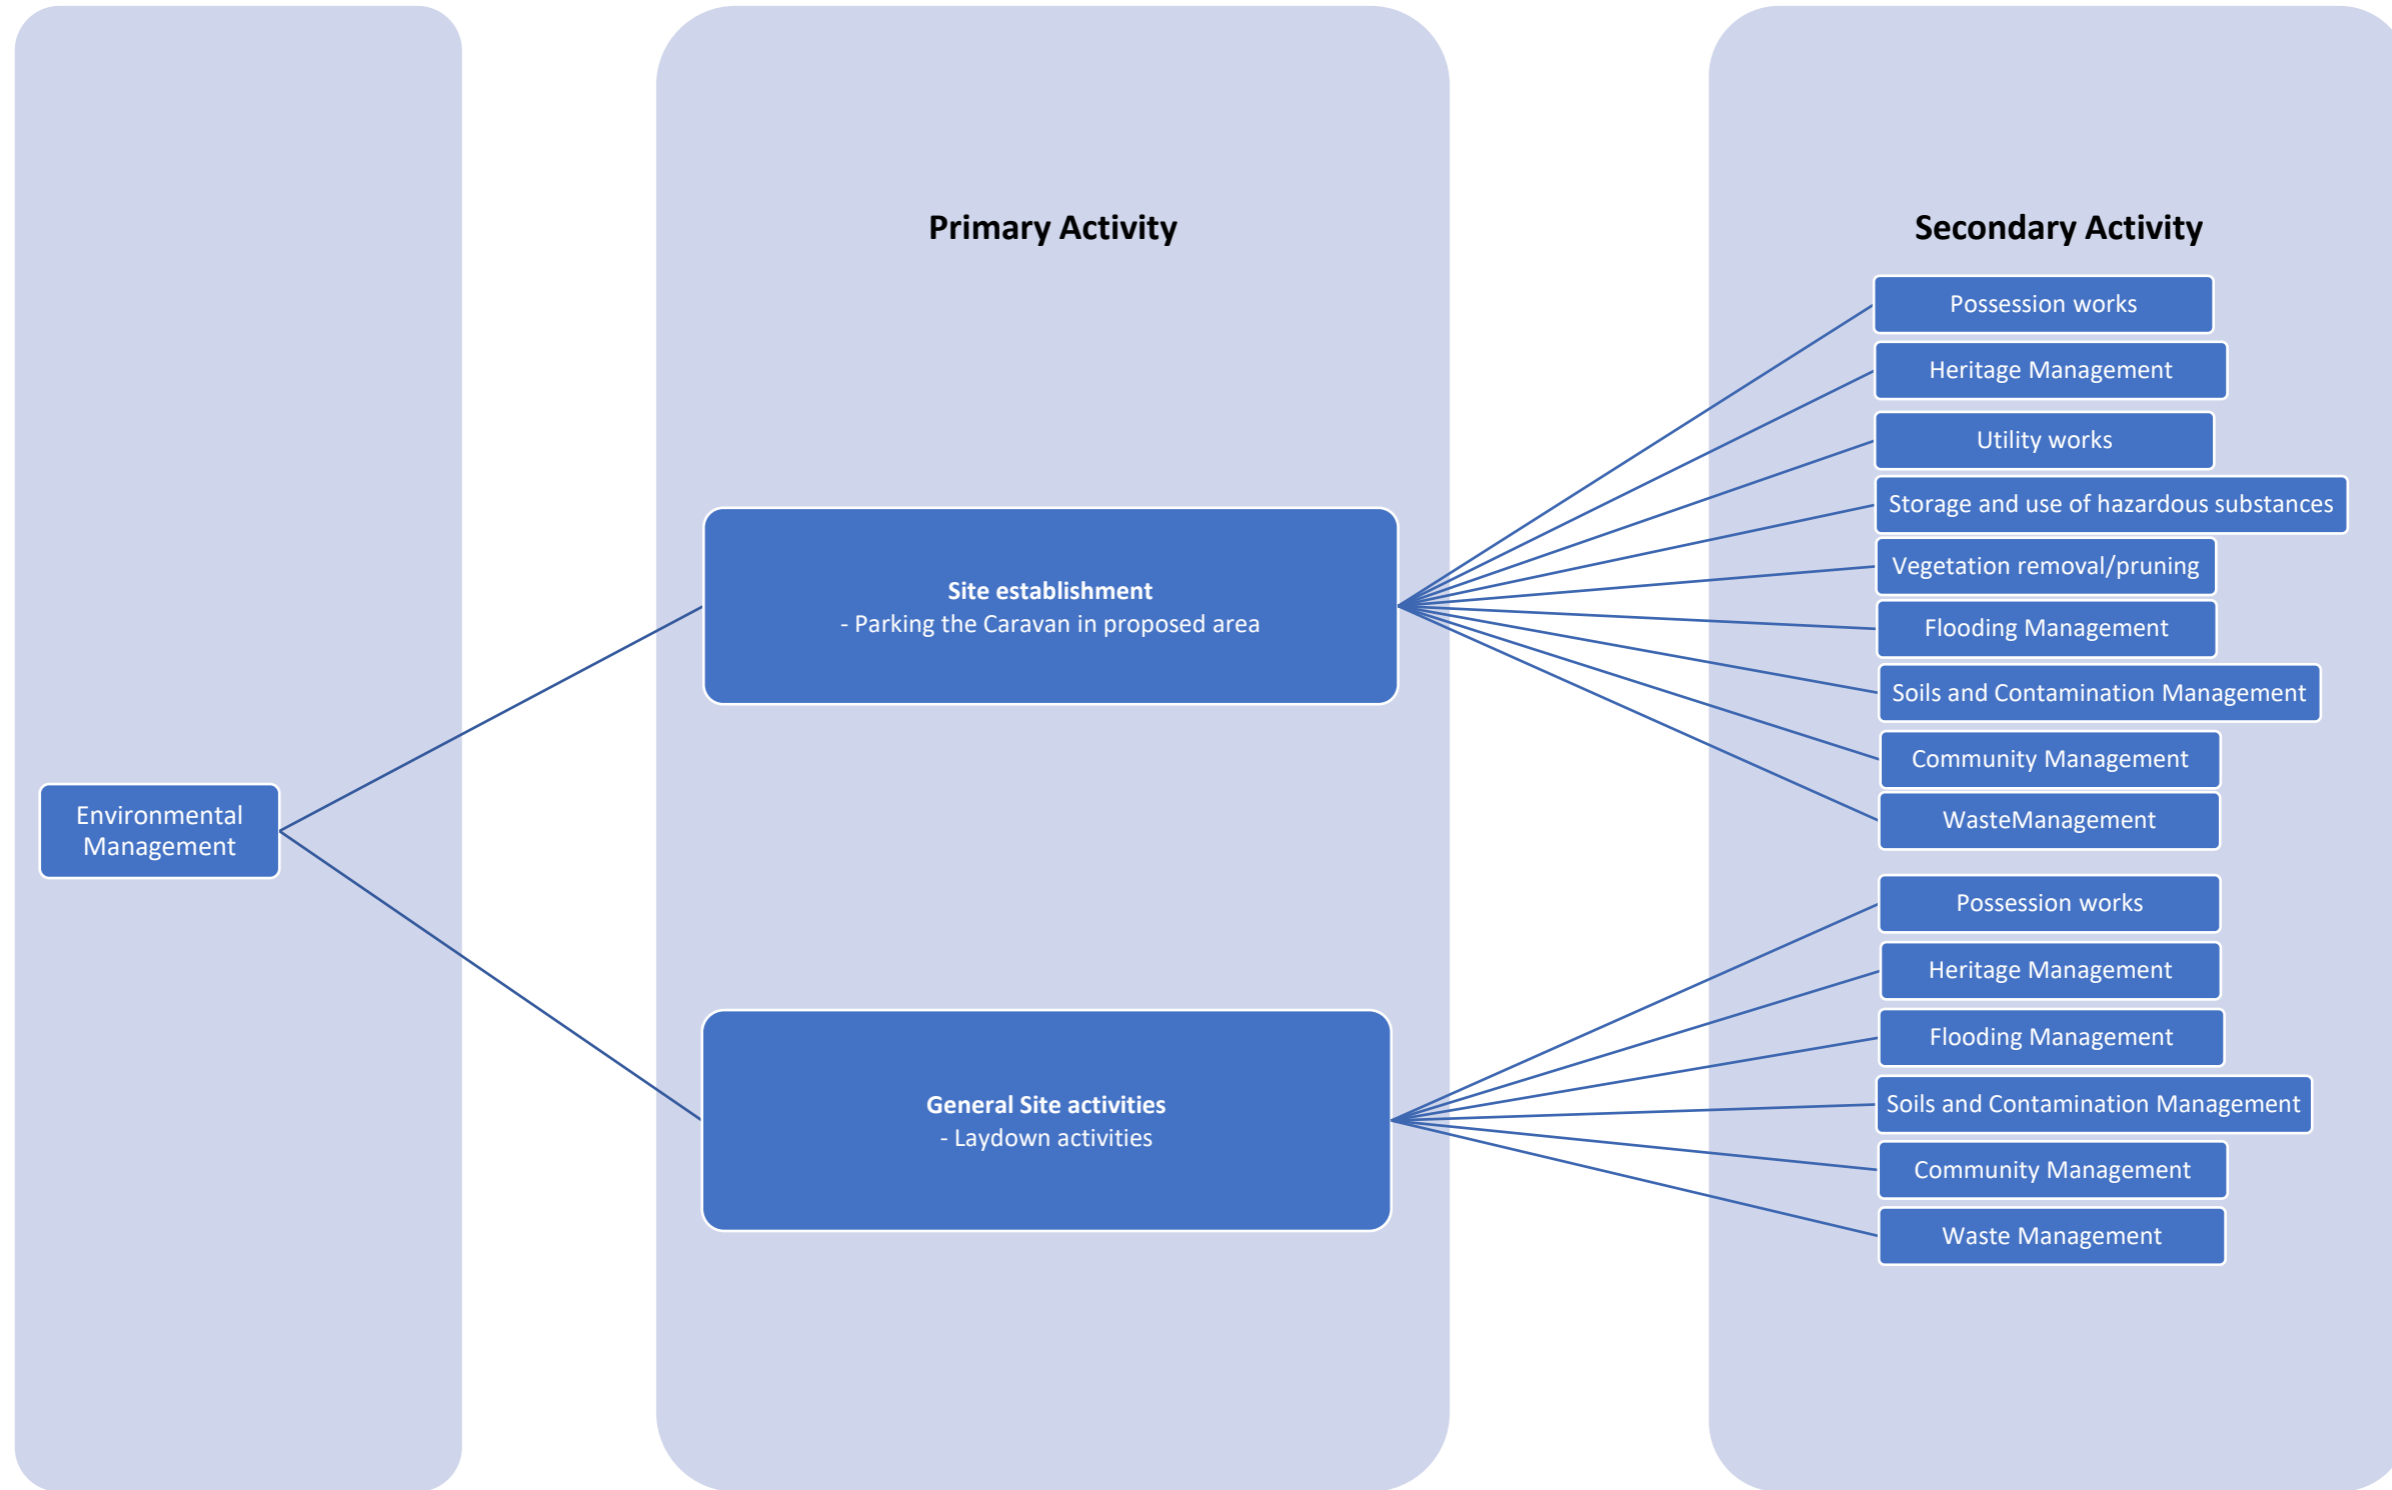 Primary Activity
Secondary Activity
Environmental
Management
Site establishment
- Parking the Caravan in proposed area
Possession works
Heritage Management
Utility works
Storage and use of hazardous substances
Vegetation removal/pruning
Flooding Management
Soils and Contamination Management
Community Management
WasteManagement
General Site activities
- Laydown activities
Possession works
Heritage Management
Flooding Management
Soils and Contamination Management
Community Management
Waste Management